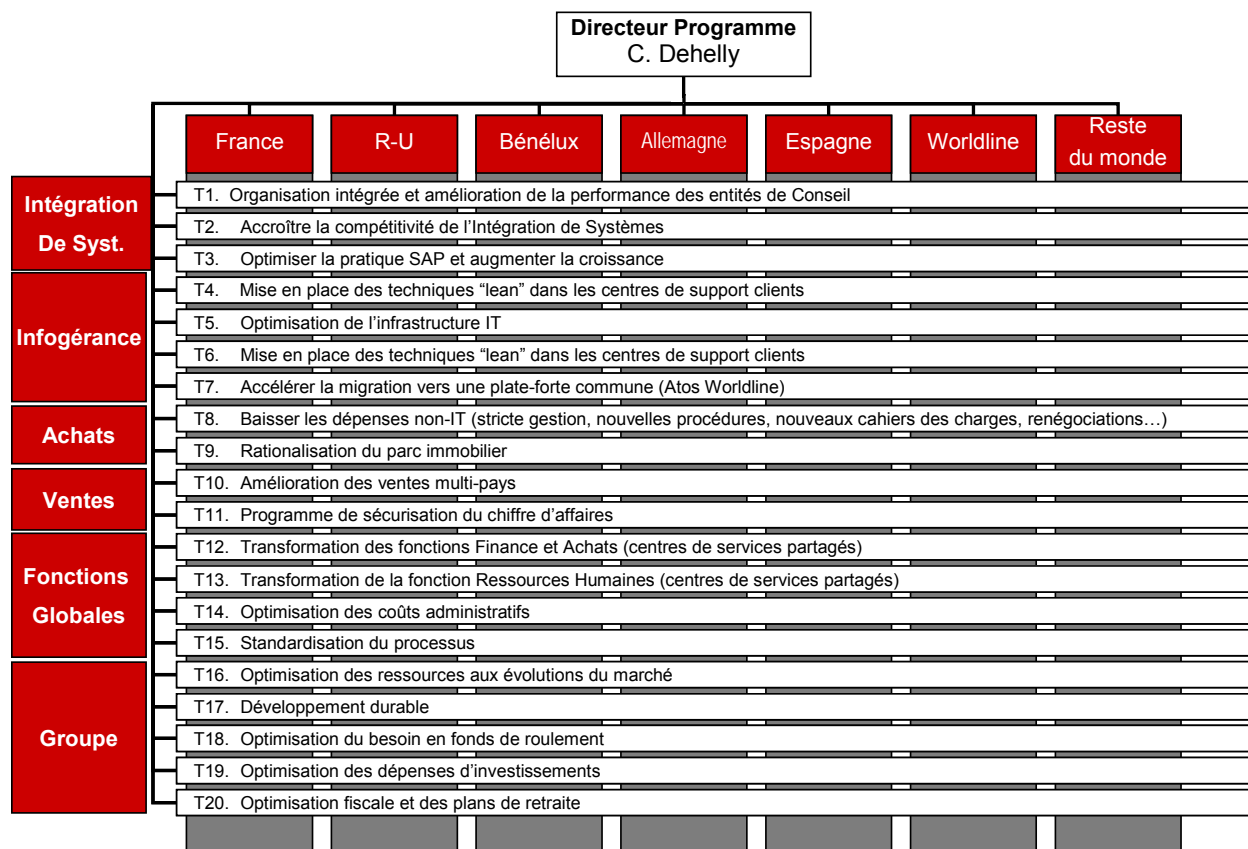 Directeur Programme
C. Dehelly
France
R-U
Bénélux
Allemagne
Espagne
Worldline
Reste
du monde
Intégration
De Syst.
T1. Organisation intégrée et amélioration de la performance des entités de Conseil
T2. Accroître la compétitivité de l'Intégration de Systèmes
T3. Optimiser la pratique SAP et augmenter la croissance
Infogérance
T4. Mise en place des techniques “lean” dans les centres de support clients
T5. Optimisation de l'infrastructure IT
T6. Mise en place des techniques “lean” dans les centres de support clients
T7. Accélérer la migration vers une plate-forte commune (Atos Worldline)
Achats
T8. Baisser les dépenses non-IT (stricte gestion, nouvelles procédures, nouveaux cahiers des charges, renégociations…)
T9. Rationalisation du parc immobilier
Ventes
T10. Amélioration des ventes multi-pays
T11. Programme de sécurisation du chiffre d'affaires
Fonctions
Globales
T12. Transformation des fonctions Finance et Achats (centres de services partagés)
T13. Transformation de la fonction Ressources Humaines (centres de services partagés)
T14. Optimisation des coûts administratifs
T15. Standardisation du processus
Groupe
T16. Optimisation des ressources aux évolutions du marché
T17. Développement durable
T18. Optimisation du besoin en fonds de roulement
T19. Optimisation des dépenses d'investissements
T20. Optimisation fiscale et des plans de retraite